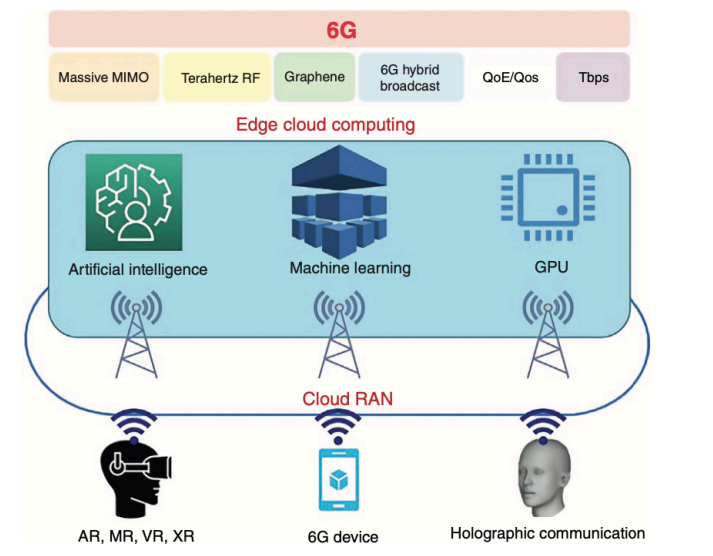 6G
Massive MIMO
Terahertz RF
Graphene
6G hybrid
broadcast
QoE/Qos
Tbps
Edge cloud computing
Artificial intelligence
Machine learning
GPU
Cloud RAN
AR, MR, VR, XR
6G device
Holographic communication